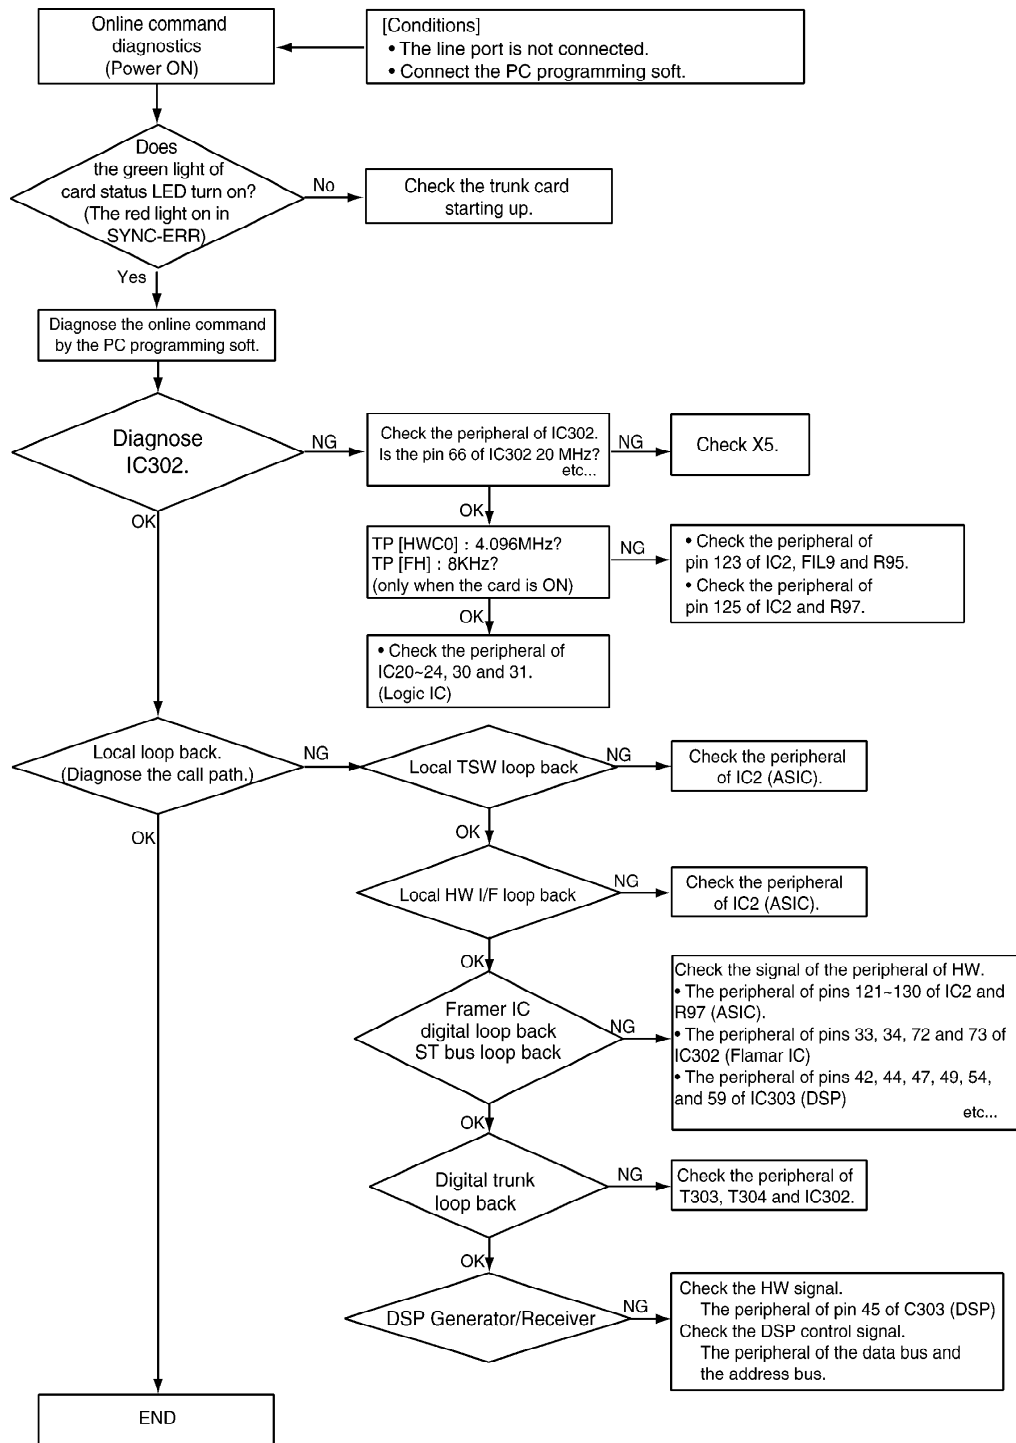 Online command
diagnostics
(Power ON)
[Conditions]
• The line port is not connected.
• Connect the PC programming soft.
Does
the green light of
card status LED turn on?
(The red light on in
SYNC-ERR)
No
Check the trunk card
starting up.
Yes
Diagnose the online command
by the PC programming soft.
Diagnose
IC302.
NG
Check the peripheral of IC302.
Is the pin 66 of IC302 20 MHz?
etc...
NG
Check X5.
OK
OK
TP [HWC0] : 4.096MHz?
TP [FH] : 8KHz?
(only when the card is ON)
NG
• Check the peripheral of
pin 123 of IC2, FIL9 and R95.
• Check the peripheral of
pin 125 of IC2 and R97.
OK
• Check the peripheral of
IC20~24, 30 and 31.
(Logic IC)
Local loop back.
(Diagnose the call path.)
NG
Local TSW loop back
NG
Check the peripheral
of IC2 (ASIC).
OK
OK
Local HW I/F loop back
NG
Check the peripheral
of IC2 (ASIC).
OK
Framer IC
digital loop back
ST bus loop back
NG
Check the signal of the peripheral of HW.
• The peripheral of pins 121~130 of IC2 and
R97 (ASIC).
• The peripheral of pins 33, 34, 72 and 73 of
IC302 (Flamar IC)
• The peripheral of pins 42, 44, 47, 49, 54,
and 59 of IC303 (DSP)
etc...
OK
Digital trunk
loop back
NG
Check the peripheral of
T303, T304 and IC302.
OK
DSP Generator/Receiver
NG
Check the HW signal.
The peripheral of pin 45 of C303 (DSP)
Check the DSP control signal.
The peripheral of the data bus and
the address bus.
END